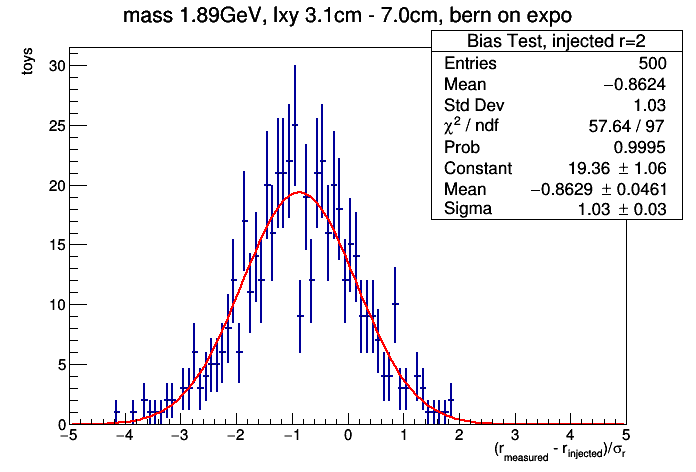 mass 1.89GeV, lxy 3.1cm - 7.0cm, bern on expo
Bias Test, injected r=2
Entries 500
Mean −0.8624
Std Dev 1.03
χ² / ndf 57.64 / 97
Prob 0.9995
Constant 19.36 ± 1.06
Mean −0.8629 ± 0.0461
Sigma 1.03 ± 0.03
toys
30
25
20
15
10
5
0
−5 −4 −3 −2 −1 0 1 2 3 4 5
(r_measured - r_injected)/σ_r